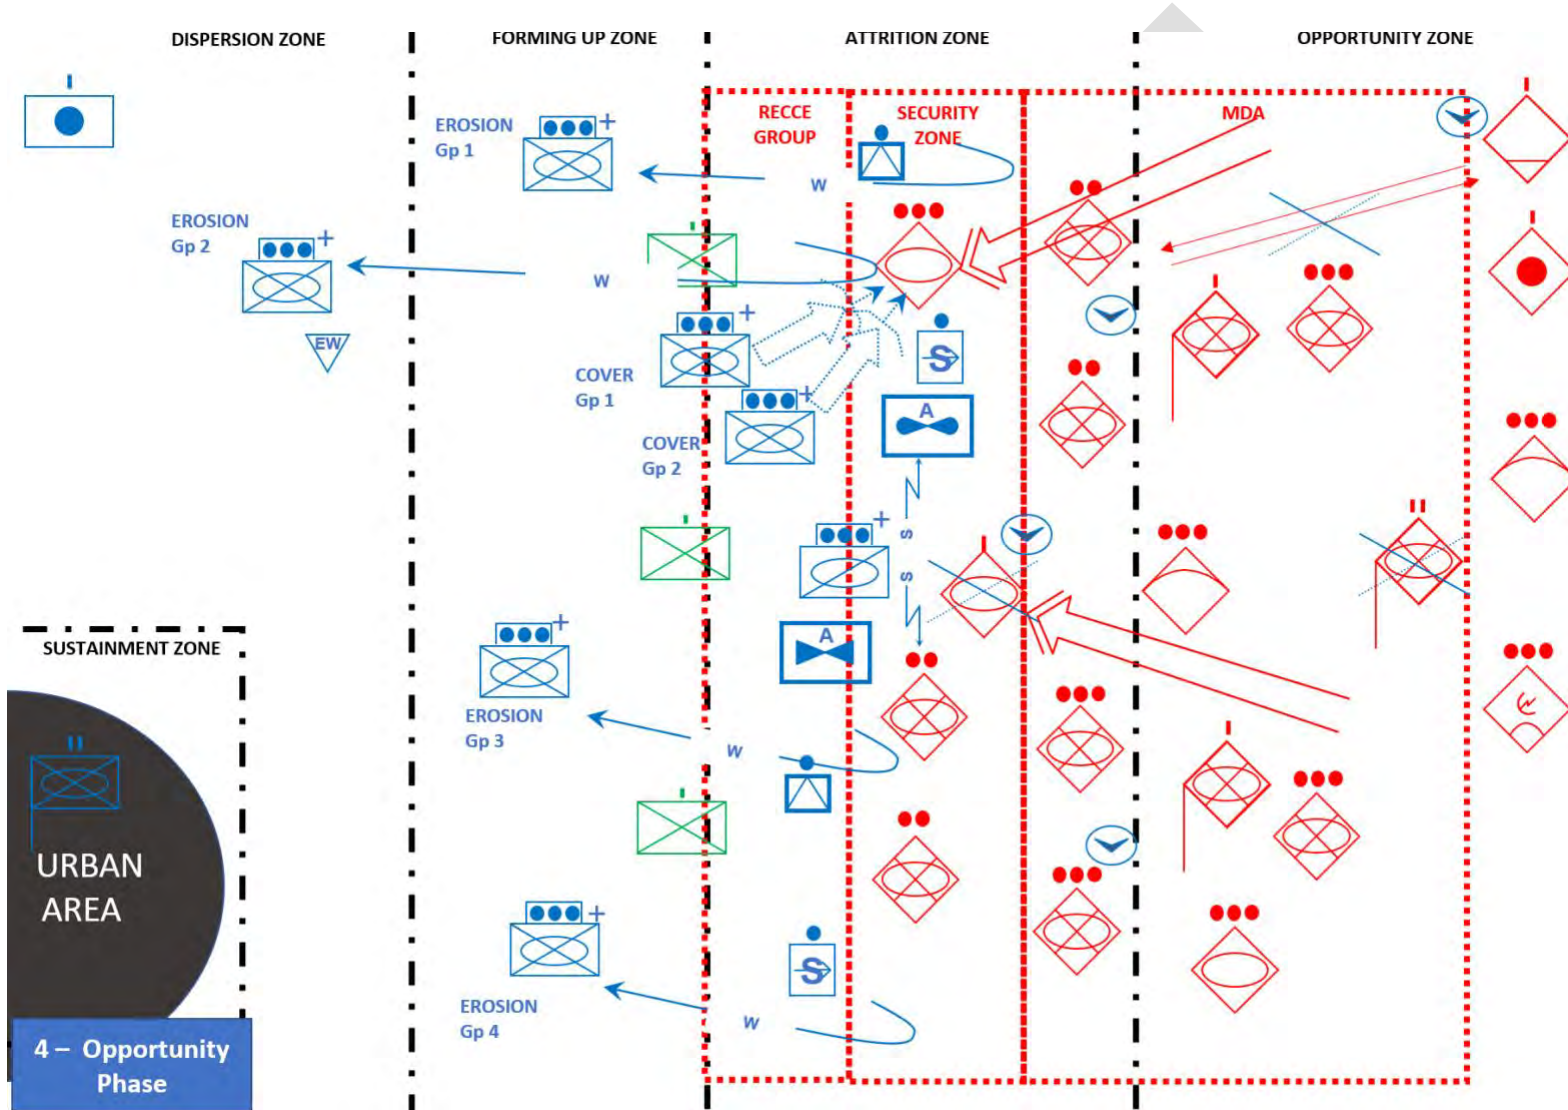 DISPERSION ZONE
FORMING UP ZONE
ATTRITION ZONE
OPPORTUNITY ZONE
RECCE
GROUP
SECURITY
ZONE
MDA
EROSION
Gp 1
W
EROSION
Gp 2
W
EW
COVER
Gp 1
COVER
Gp 2
S
A
S
S
A
SUSTAINMENT ZONE
EROSION
Gp 3
W
URBAN
AREA
S
EROSION
Gp 4
W
4 – Opportunity
Phase